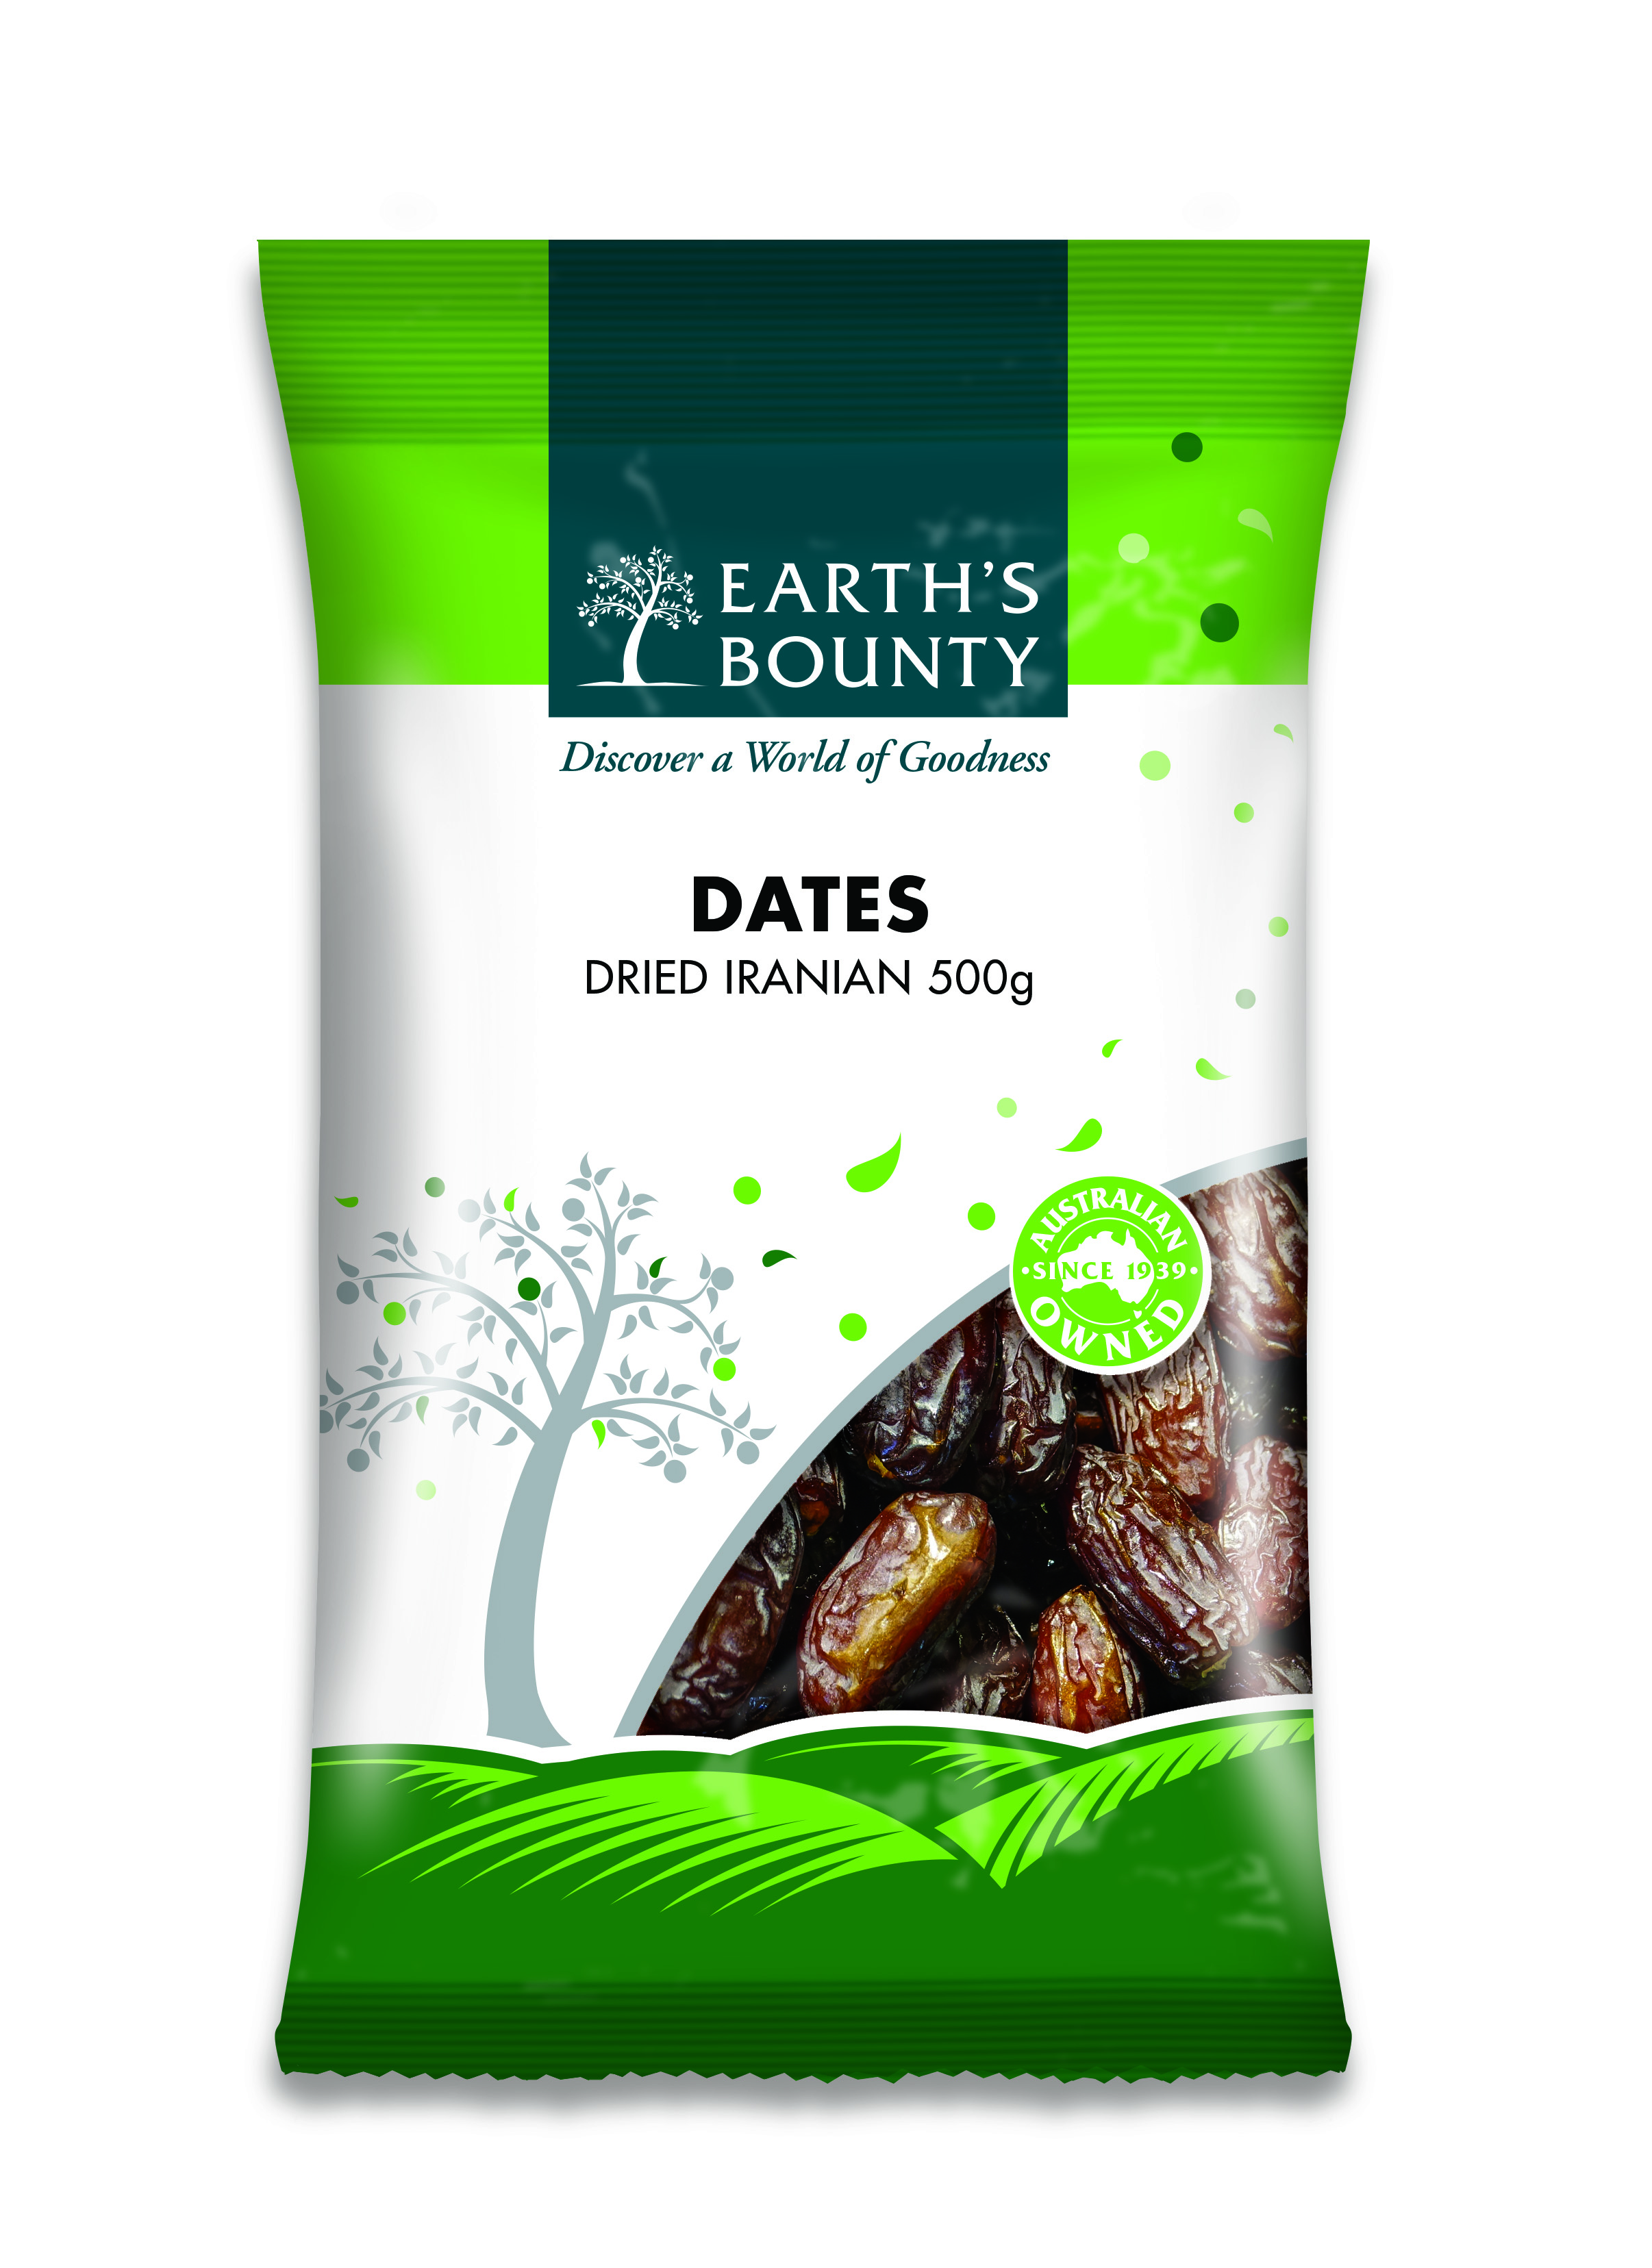 EARTH'S
BOUNTY
Discover a World of Goodness
DATES
DRIED IRANIAN 500g
AUSTRALIAN
•SINCE 1939•
OWNED